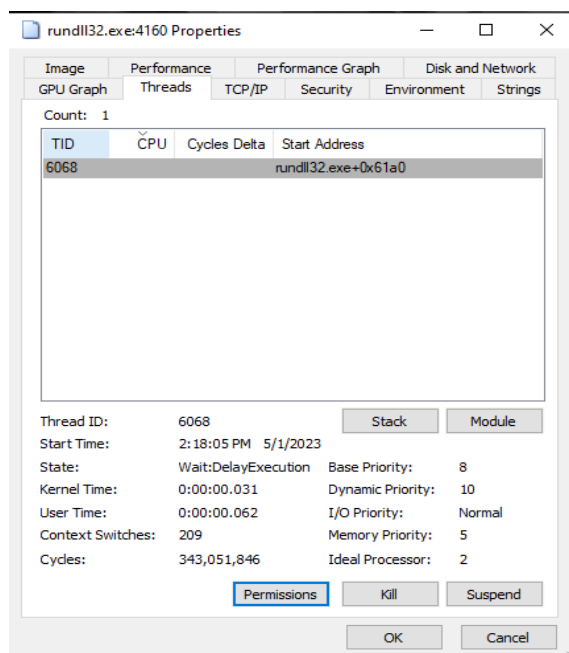 rundll32.exe:4160 Properties
Image Performance Performance Graph Disk and Network
GPU Graph Threads TCP/IP Security Environment Strings
Count: 1
TID CPU Cycles Delta Start Address
6068 rundll32.exe+0x61a0
Thread ID: 6068 Stack Module
Start Time: 2:18:05 PM 5/1/2023
State: Wait:DelayExecution Base Priority: 8
Kernel Time: 0:00:00.031 Dynamic Priority: 10
User Time: 0:00:00.062 I/O Priority: Normal
Context Switches: 209 Memory Priority: 5
Cycles: 343,051,846 Ideal Processor: 2
Permissions Kill Suspend
OK Cancel